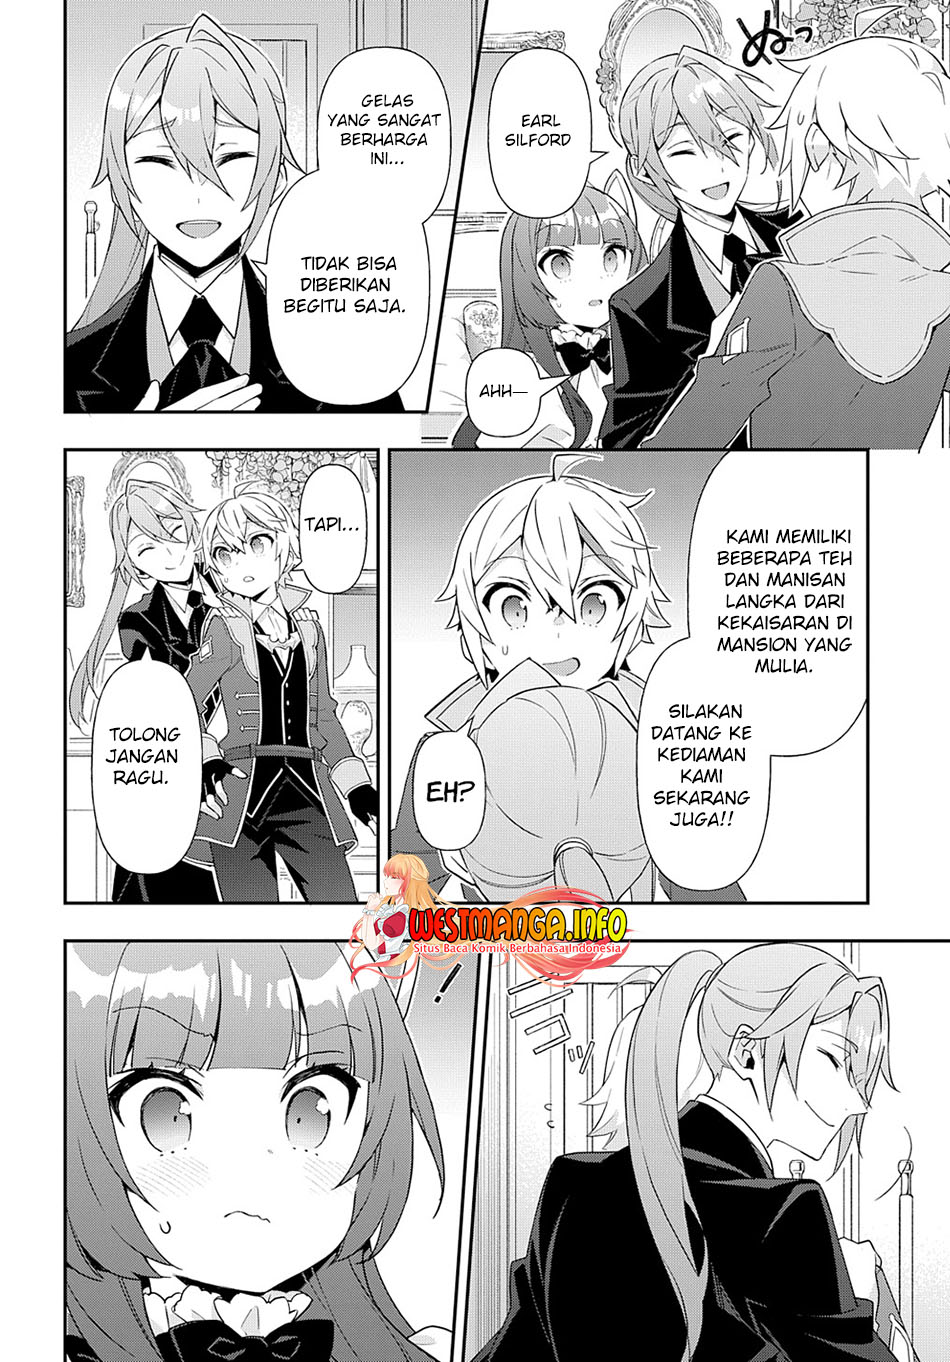 ぬっ
EARL
SILFORD
AHH—
GELAS
YANG SANGAT
BERHARGA
INI...
TIDAK BISA
DIBERIKAN
BEGITU SAJA.
KAMI MEMILIKI
BEBERAPA TEH
DAN MANISAN
LANGKA DARI
KEKAISARAN DI
MANSION YANG
MULIA.
SILAKAN
DATANG KE
KEDIAMAN
KAMI
SEKARANG
JUGA!!
EH?
TAPI...
TOLONG
JANGAN
RAGU.
WESTMANGA.INFO
Situs Baca Komik Berbahasa Indonesia
!